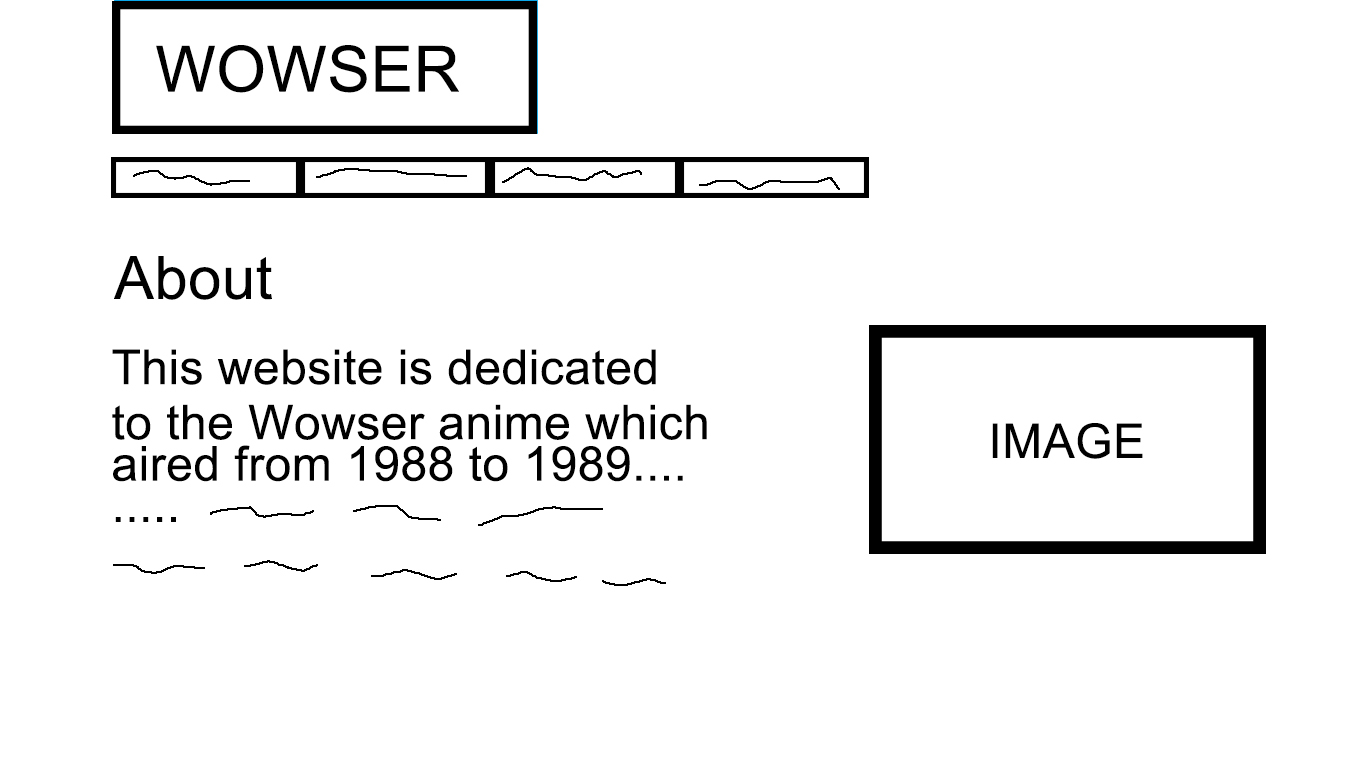 WOWSER
About
This website is dedicated
to the Wowser anime which
aired from 1988 to 1989....
.....
IMAGE